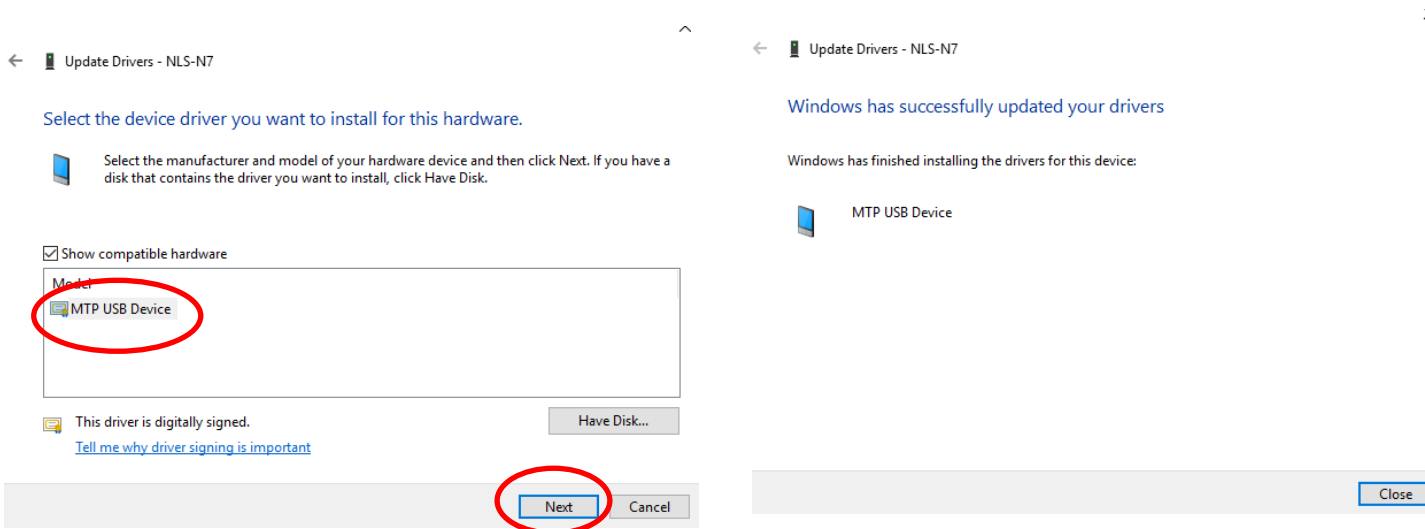 Update Drivers - NLS-N7
Select the device driver you want to install for this hardware.
Select the manufacturer and model of your hardware device and then click Next. If you have a
disk that contains the driver you want to install, click Have Disk.
Show compatible hardware
Model
MTP USB Device
This driver is digitally signed.
Have Disk...
Tell me why driver signing is important
Next
Cancel
Update Drivers - NLS-N7
Windows has successfully updated your drivers
Windows has finished installing the drivers for this device:
MTP USB Device
Close